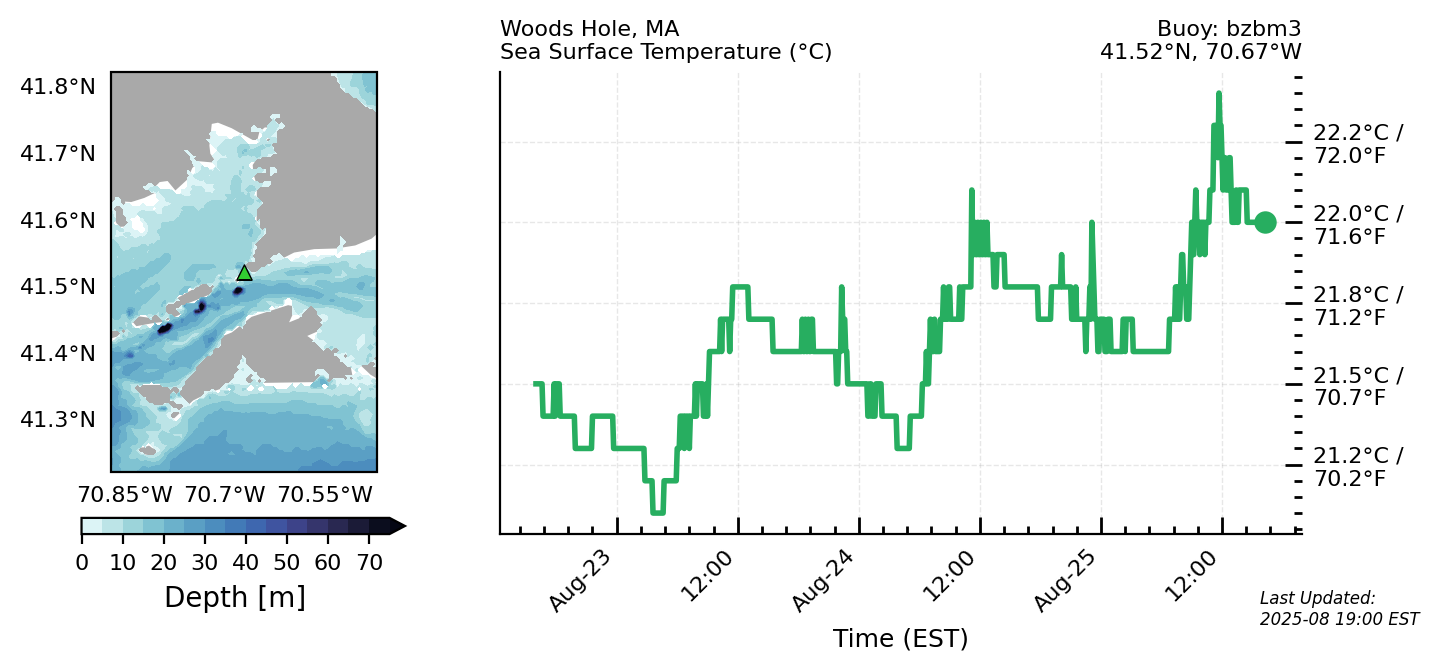 Woods Hole, MA
Sea Surface Temperature (°C)
Buoy: bzbm3
41.52°N, 70.67°W
41.8°N
41.7°N
41.6°N
41.5°N
41.4°N
41.3°N
70.85°W 70.7°W 70.55°W
0 10 20 30 40 50 60 70
Depth [m]
22.2°C /
72.0°F
22.0°C /
71.6°F
21.8°C /
71.2°F
21.5°C /
70.7°F
21.2°C /
70.2°F
Aug-23
12:00
Aug-24
12:00
Aug-25
12:00
Time (EST)
Last Updated:
2025-08 19:00 EST